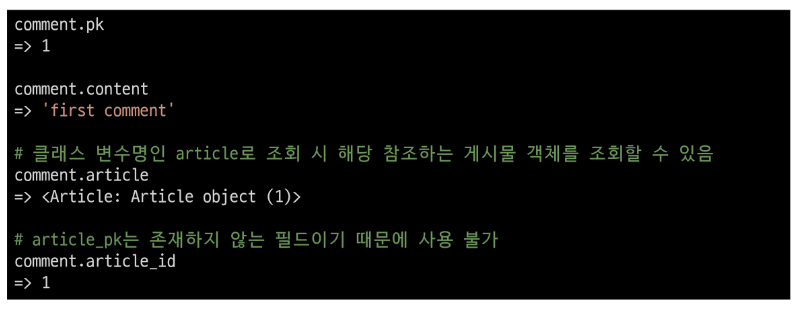 comment.pk
=> 1
comment.content
=> 'first comment'
# 클래스 변수명인 article로 조회 시 해당 참조하는 게시물 객체를 조회할 수 있음
comment.article
=> <Article: Article object (1)>
# article_pk는 존재하지 않는 필드이기 때문에 사용 불가
comment.article_id
=> 1